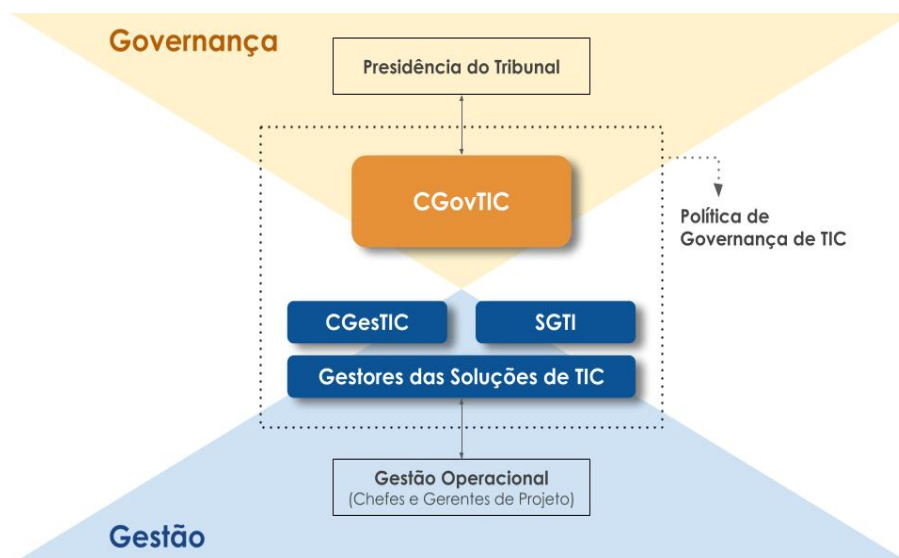 Governança
Presidência do Tribunal
CGovTIC
Política de
Governança de TIC
CGesTIC
SGTI
Gestores das Soluções de TIC
Gestão Operacional
(Chefes e Gerentes de Projeto)
Gestão